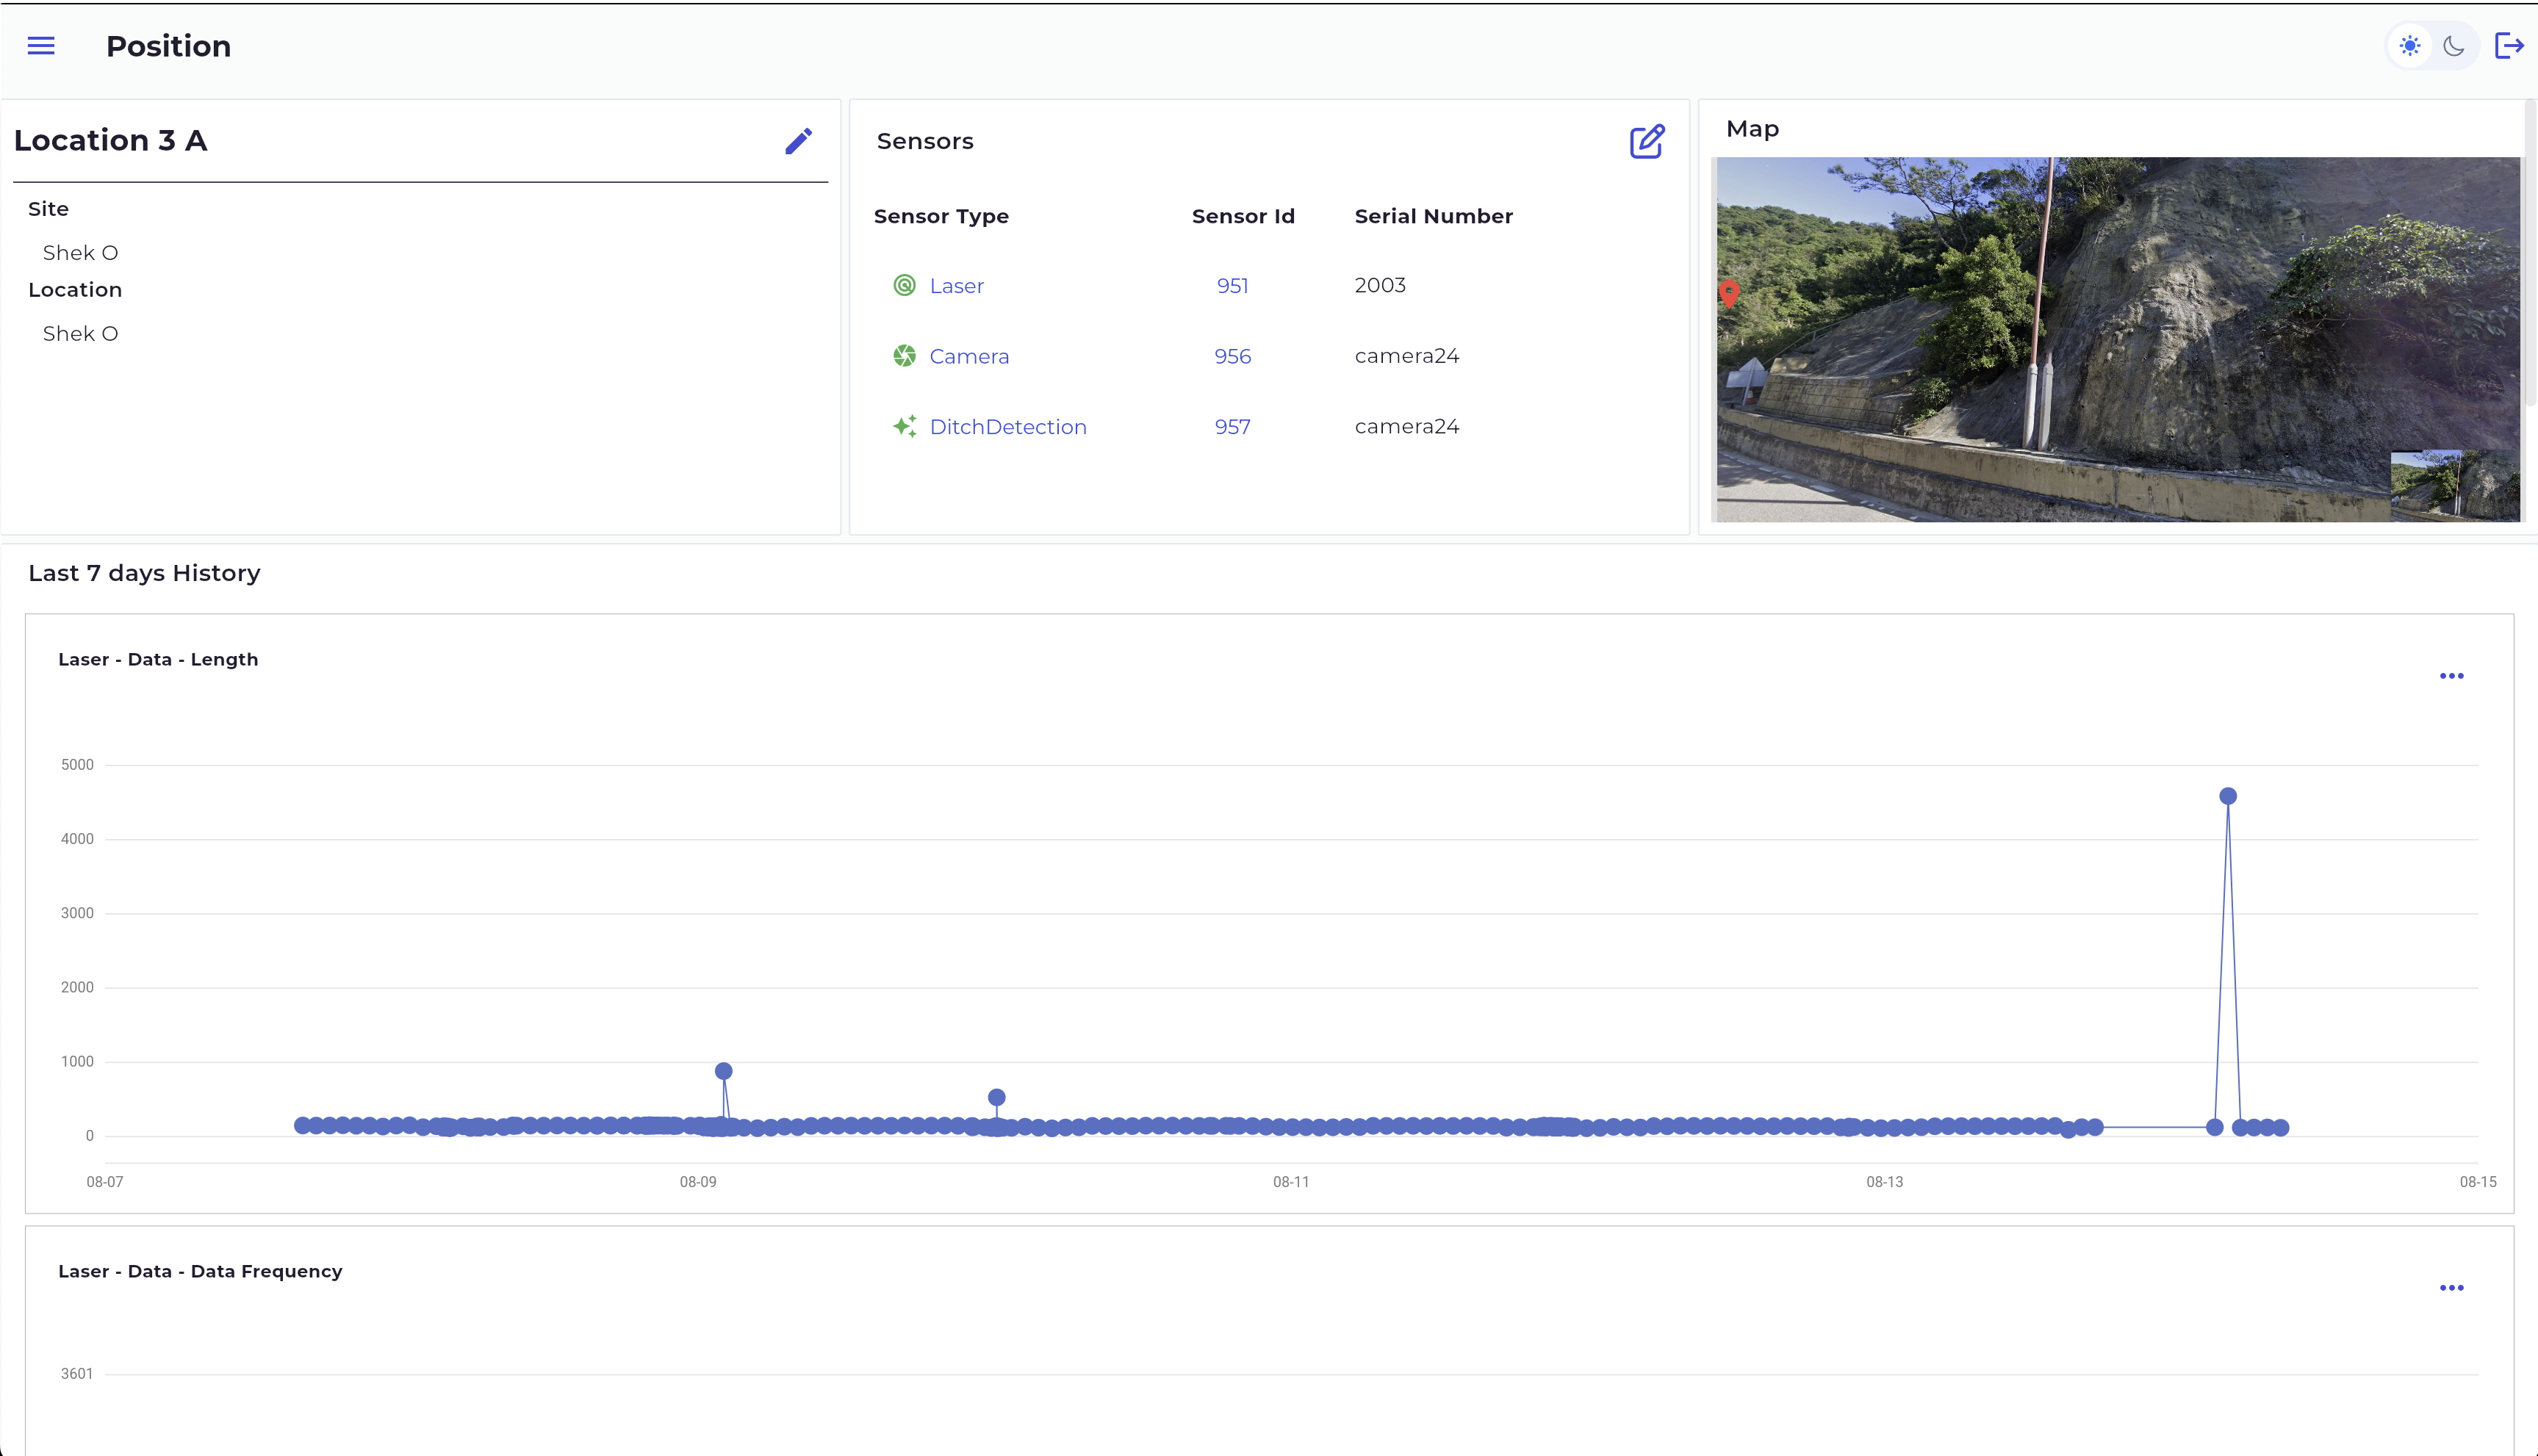 Position
Location 3 A
Site
Shek O
Location
Shek O
Sensors
Sensor Type Sensor Id Serial Number
Laser 951 2003
Camera 956 camera24
DitchDetection 957 camera24
Map
Last 7 days History
Laser - Data - Length
5000
4000
3000
2000
1000
0
08-07 08-09 08-11 08-13 08-15
Laser - Data - Data Frequency
3601